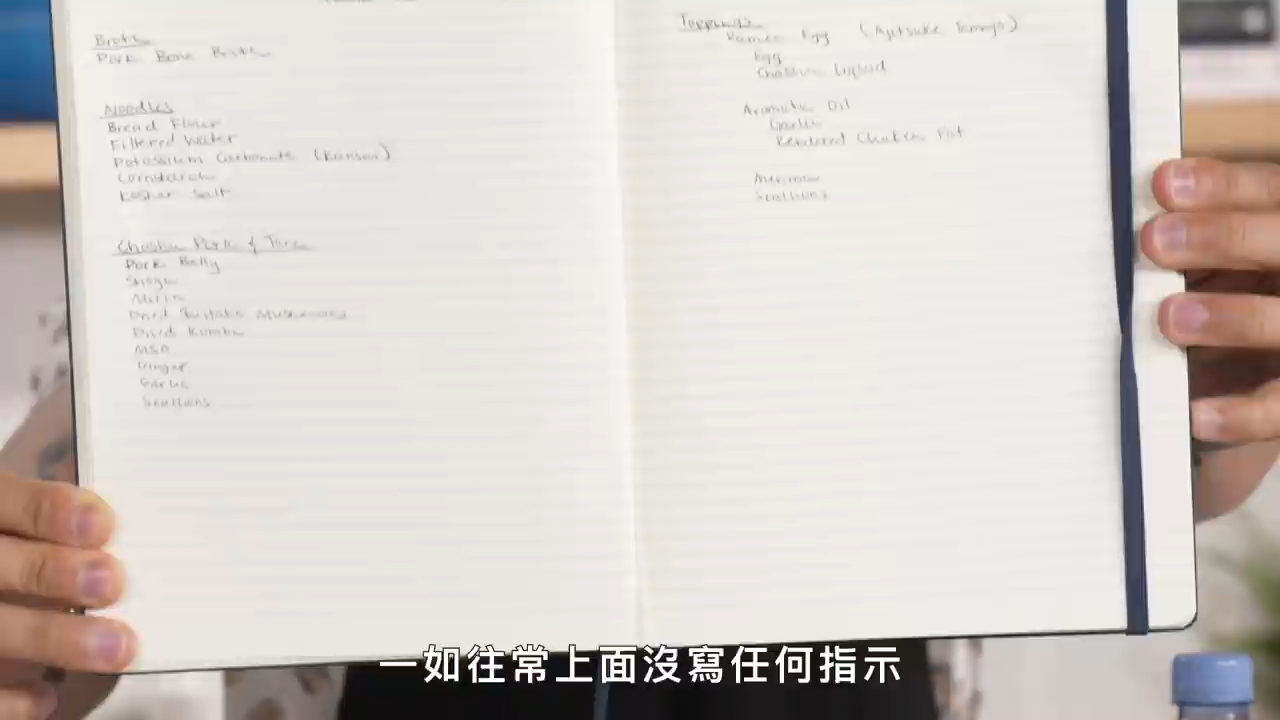 Broth
Pork Bone Broth
Noodles
Bread Flour
Filtered Water
Potassium Carbonate (Kansui)
Cornstarch
Kosher Salt
Chashu Pork & Tare
Pork Belly
Shoyu
Mirin
Dried Shiitake Mushrooms
Dried Kombu
MSG
Ginger
Garlic
Scallions
Toppings
Ramen Egg (Ajitsuke Tamago)
Egg
Chashu Liquid
Aromatic Oil
Garlic
Rendered Chicken Fat
Menma
Scallions
一如往常上面沒寫任何指示